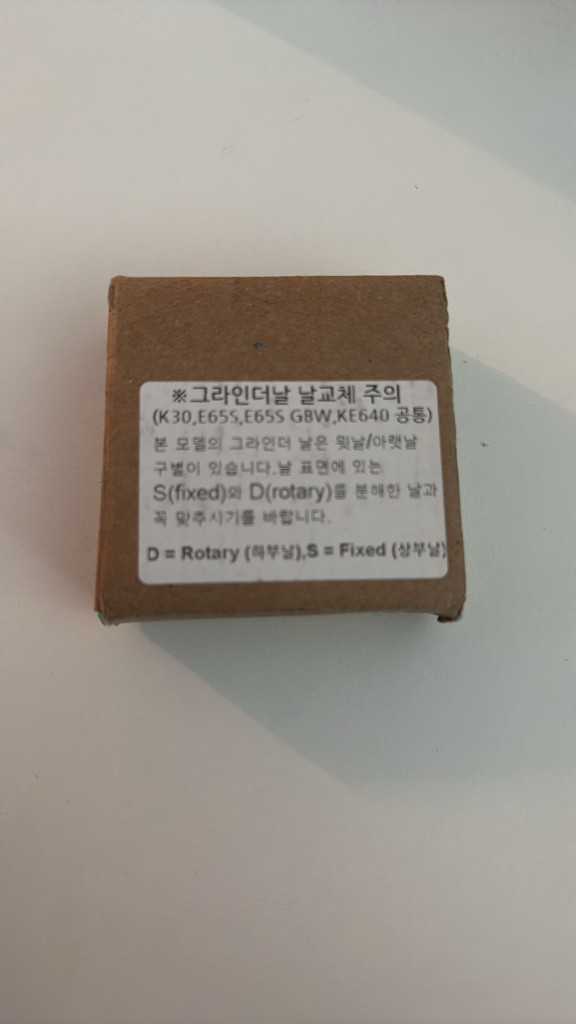 ※그라인더날 날교체 주의
(K30,E65S,E65S GBW,KE640 공통)
본 모델의 그라인더 날은 윗날/아랫날
구별이 있습니다.날 표면에 있는
S(fixed)와 D(rotary)를 분해한 날과
꼭 맞추시기를 바랍니다.
D = Rotary (하부날),S = Fixed (상부날)